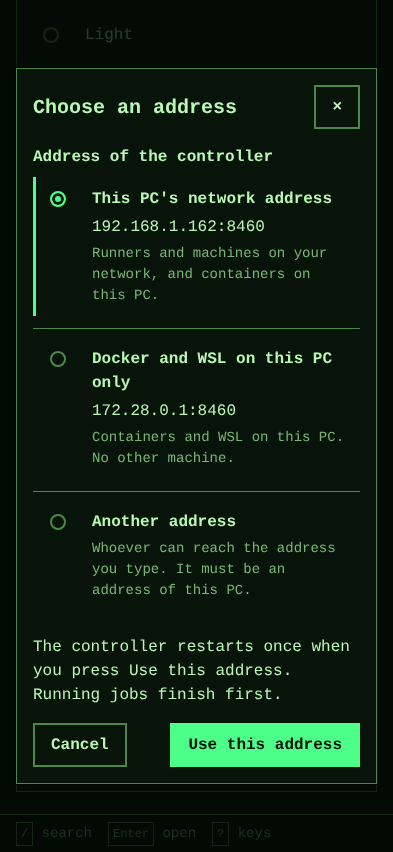 Light
Choose an address
×
Address of the controller
This PC's network address
192.168.1.162:8460
Runners and machines on your
network, and containers on
this PC.
Docker and WSL on this PC
only
172.28.0.1:8460
Containers and WSL on this PC.
No other machine.
Another address
Whoever can reach the address
you type. It must be an
address of this PC.
The controller restarts once when
you press Use this address.
Running jobs finish first.
Cancel Use this address
/ search Enter open ? keys